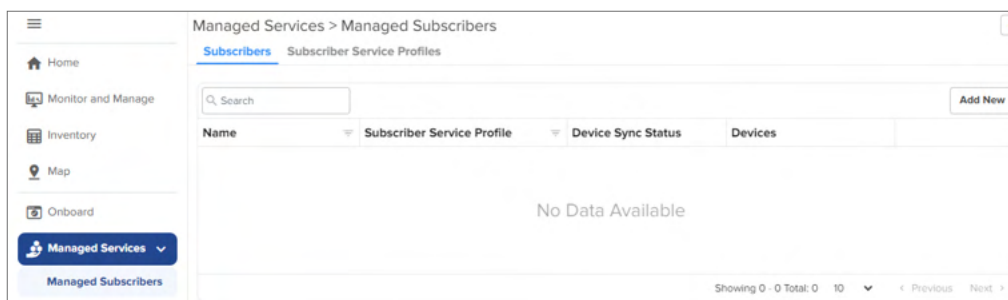 Managed Services > Managed Subscribers
Subscribers Subscriber Service Profiles
Home
Monitor and Manage
Inventory
Map
Onboard
Managed Services
Managed Subscribers
Search
Add New
Name Subscriber Service Profile Device Sync Status Devices
No Data Available
Showing 0 - 0 Total: 0 10 < Previous Next >